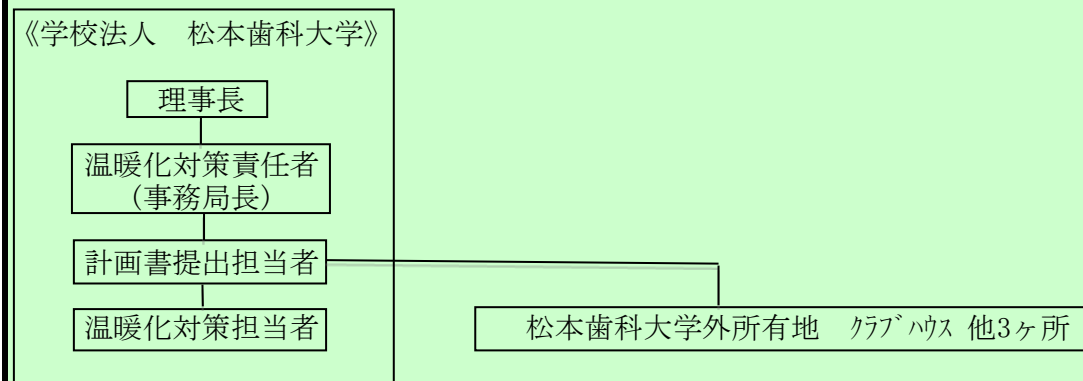 《学校法人　松本歯科大学》
理事長
温暖化対策責任者
(事務局長)
計画書提出担当者
温暖化対策担当者
松本歯科大学外所有地　ｸﾗﾌﾞﾊｳｽ 他3ヶ所